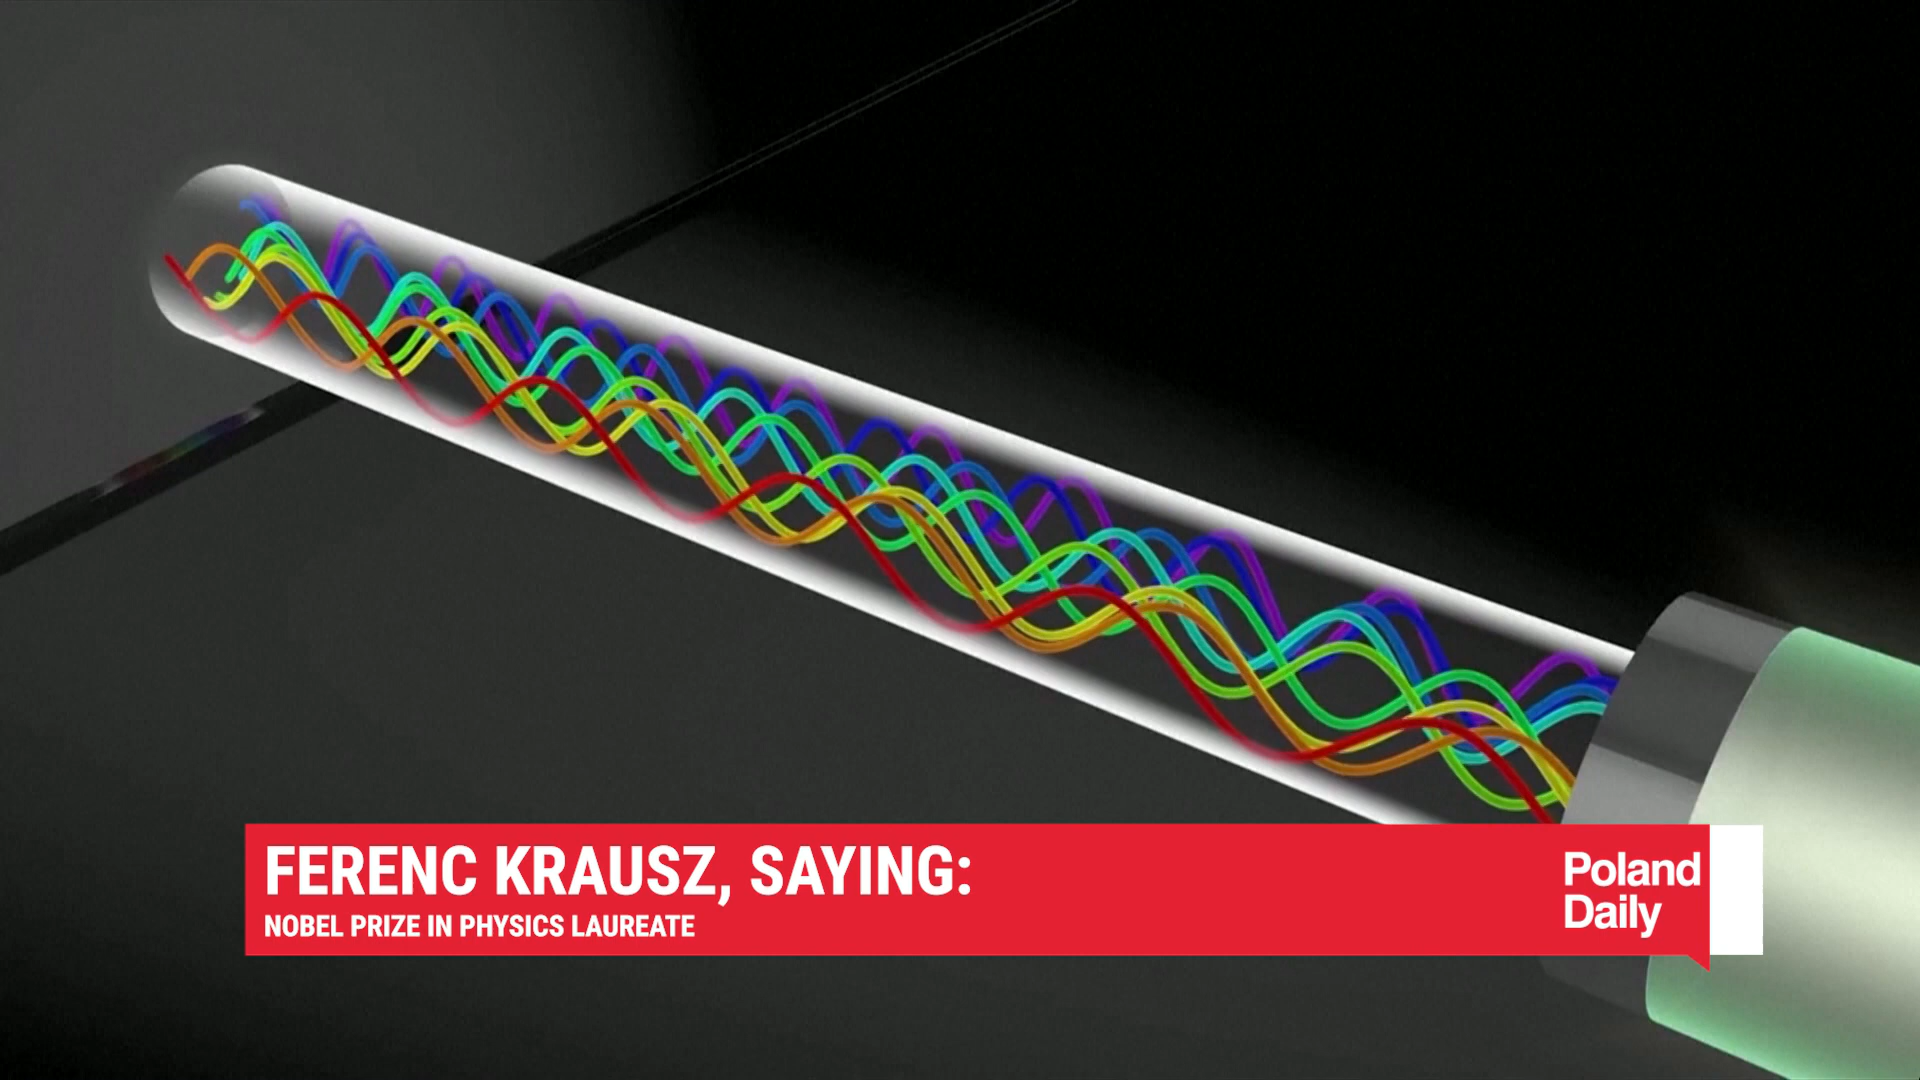 FERENC KRAUSZ, SAYING:
NOBEL PRIZE IN PHYSICS LAUREATE
Poland
Daily